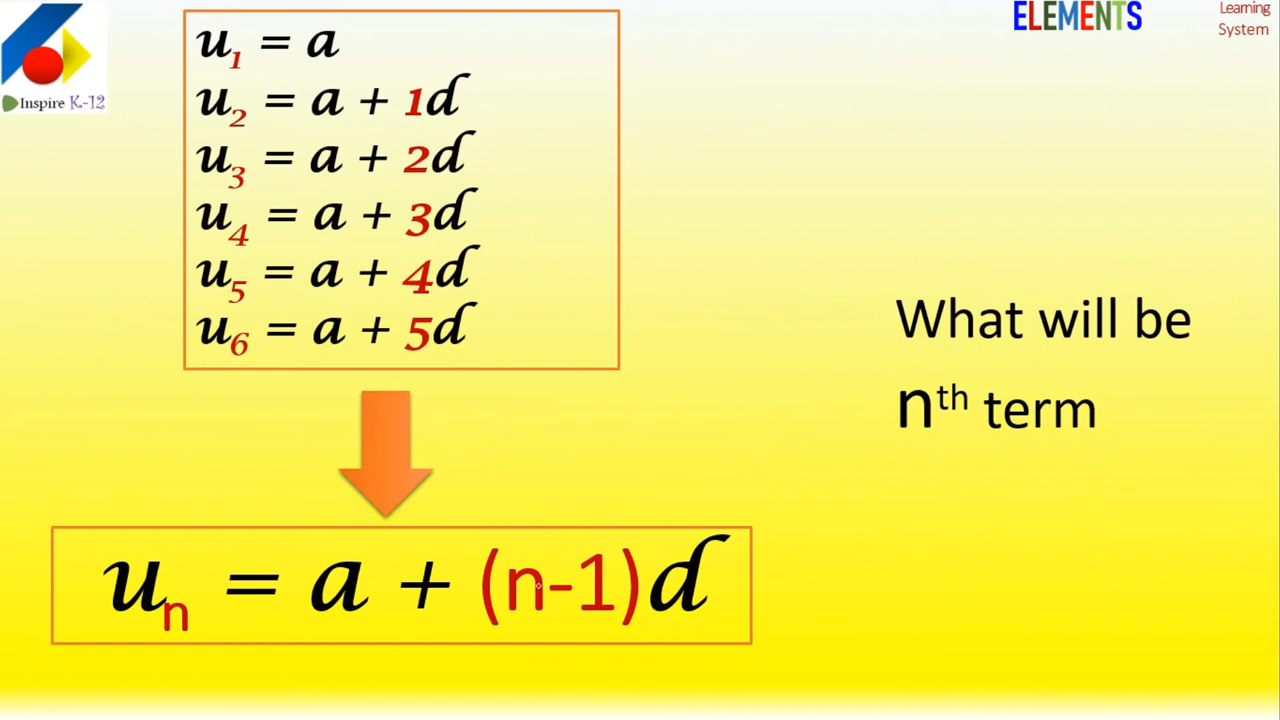 Inspire K-12
ELEMENTS
Learning
System
u₁ = a
u₂ = a + 1d
u₃ = a + 2d
u₄ = a + 3d
u₅ = a + 4d
u₆ = a + 5d
What will be
nᵗʰ term
uₙ = a + (n-1)d